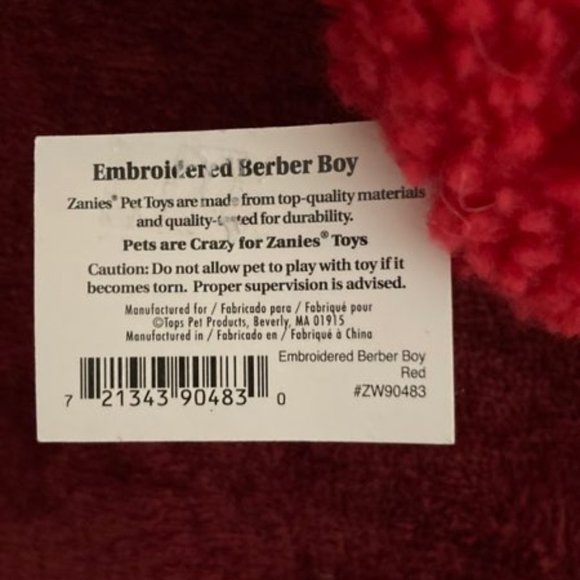 Embroidered Berber Boy
Zanies® Pet Toys are made from top-quality materials
and quality-tested for durability.
Pets are Crazy for Zanies® Toys
Caution: Do not allow pet to play with toy if it
becomes torn. Proper supervision is advised.
Manufactured for / Fabricado para / Fabriqué pour
©Tops Pet Products, Beverly, MA 01915
Manufactured in / Fabricado en / Fabriqué à China
Embroidered Berber Boy
Red
#ZW90483
7 21343 90483 0